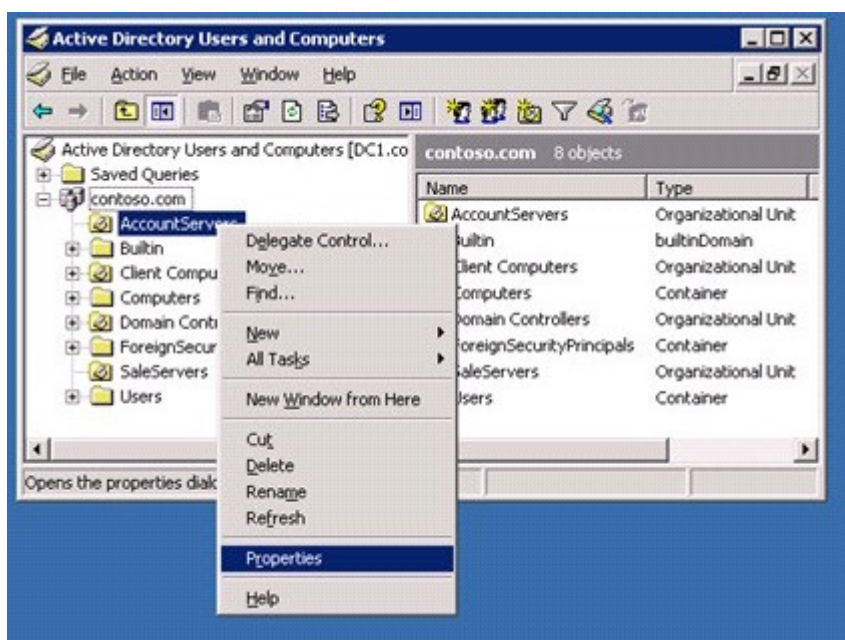 Active Directory Users and Computers
File Action View Window Help
Active Directory Users and Computers [DC1.co
Saved Queries
contoso.com
AccountServers
Builtin
Client Compu
Computers
Domain Cont
ForeignSecur
SaleServers
Users
contoso.com 8 objects
Name Type
AccountServers Organizational Unit
uiltin builtinDomain
lient Computers Organizational Unit
omputers Container
omain Controllers Organizational Unit
oreignSecurityPrincipals Container
aleServers Organizational Unit
sers Container
Delegate Control...
Move...
Find...
New
All Tasks
New Window from Here
Cut
Delete
Rename
Refresh
Properties
Help
Opens the properties dialo